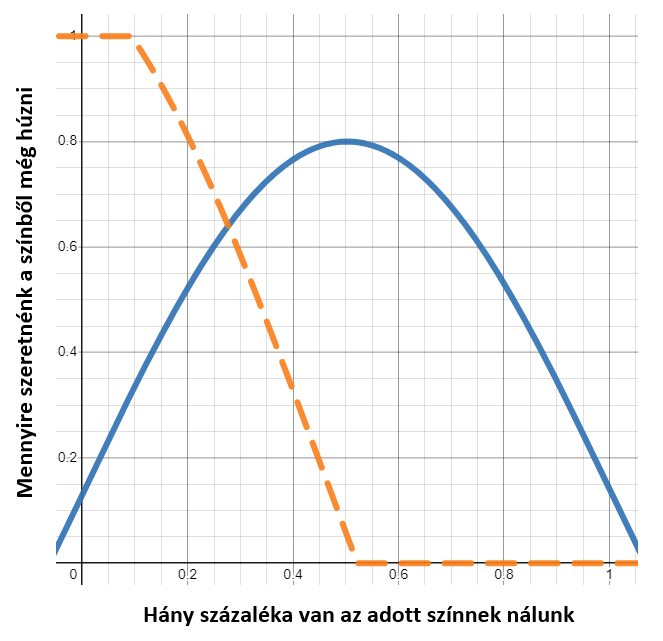 Mennyire szeretnénk a színből még húzni
1
0.8
0.6
0.4
0.2
0 0.2 0.4 0.6 0.8 1
Hány százaléka van az adott színnek nálunk